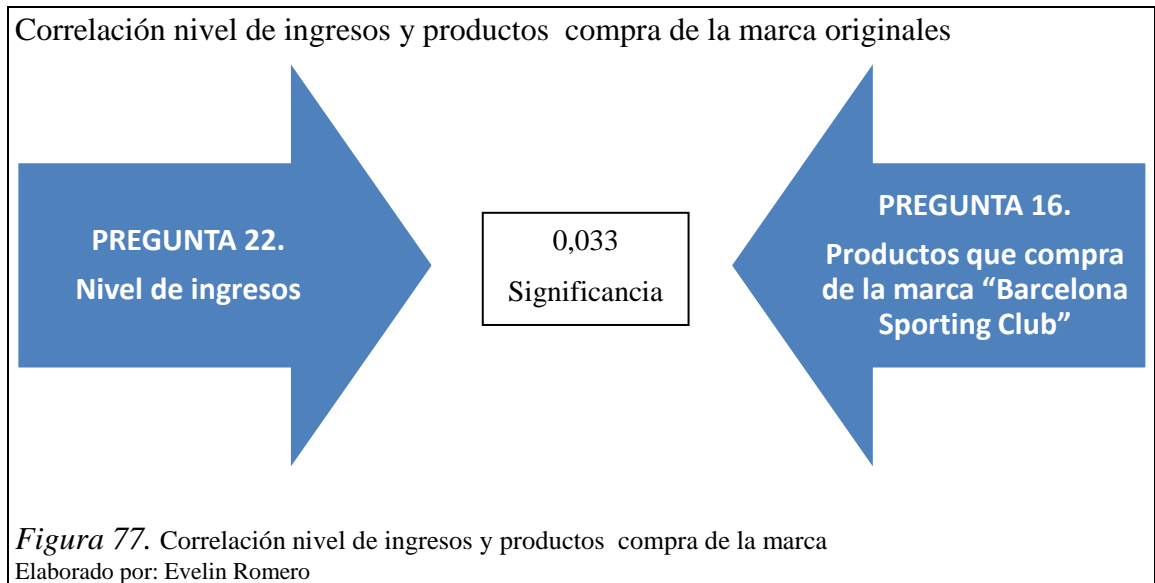 Correlación nivel de ingresos y productos  compra de la marca originales
PREGUNTA 22.
Nivel de ingresos
0,033
Significancia
PREGUNTA 16.
Productos que compra
de la marca “Barcelona
Sporting Club”
Figura 77. Correlación nivel de ingresos y productos  compra de la marca
Elaborado por: Evelin Romero